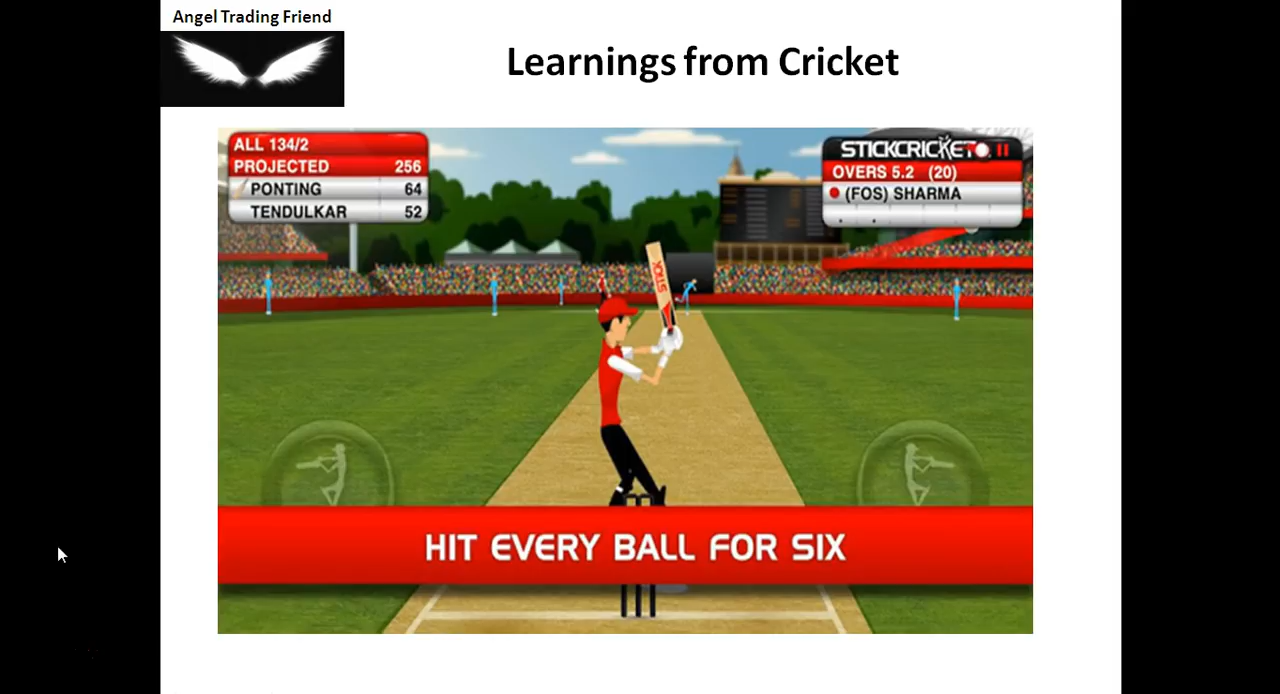 Angel Trading Friend
Learnings from Cricket
ALL 134/2
PROJECTED 256
PONTING 64
TENDULKAR 52
STICKCRICKET
OVERS 5.2 (20)
(FOS) SHARMA
STICK
HIT EVERY BALL FOR SIX